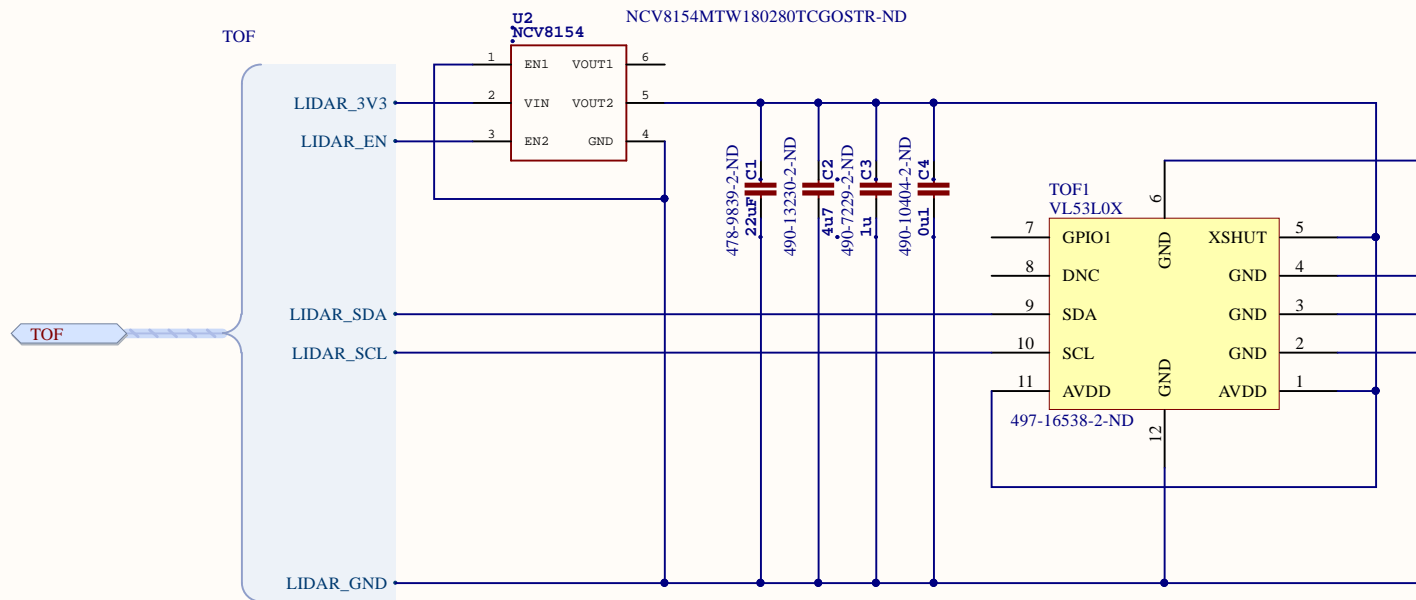 NCV8154MTW180280TCGOSTR-ND
U2
NCV8154
TOF
1 EN1 VOUT1 6
LIDAR_3V3 2 VIN VOUT2 5
LIDAR_EN 3 EN2 GND 4
478-9839-2-ND
22uF C1
490-13230-2-ND
4u7 C2
490-7229-2-ND
1u C3
490-10404-2-ND
0u1 C4
TOF1
VL53L0X
6
GND
7 GPIO1 XSHUT 5
8 DNC GND 4
LIDAR_SDA 9 SDA GND 3
TOF
LIDAR_SCL 10 SCL GND 2
11 AVDD AVDD 1
GND
12
497-16538-2-ND
LIDAR_GND